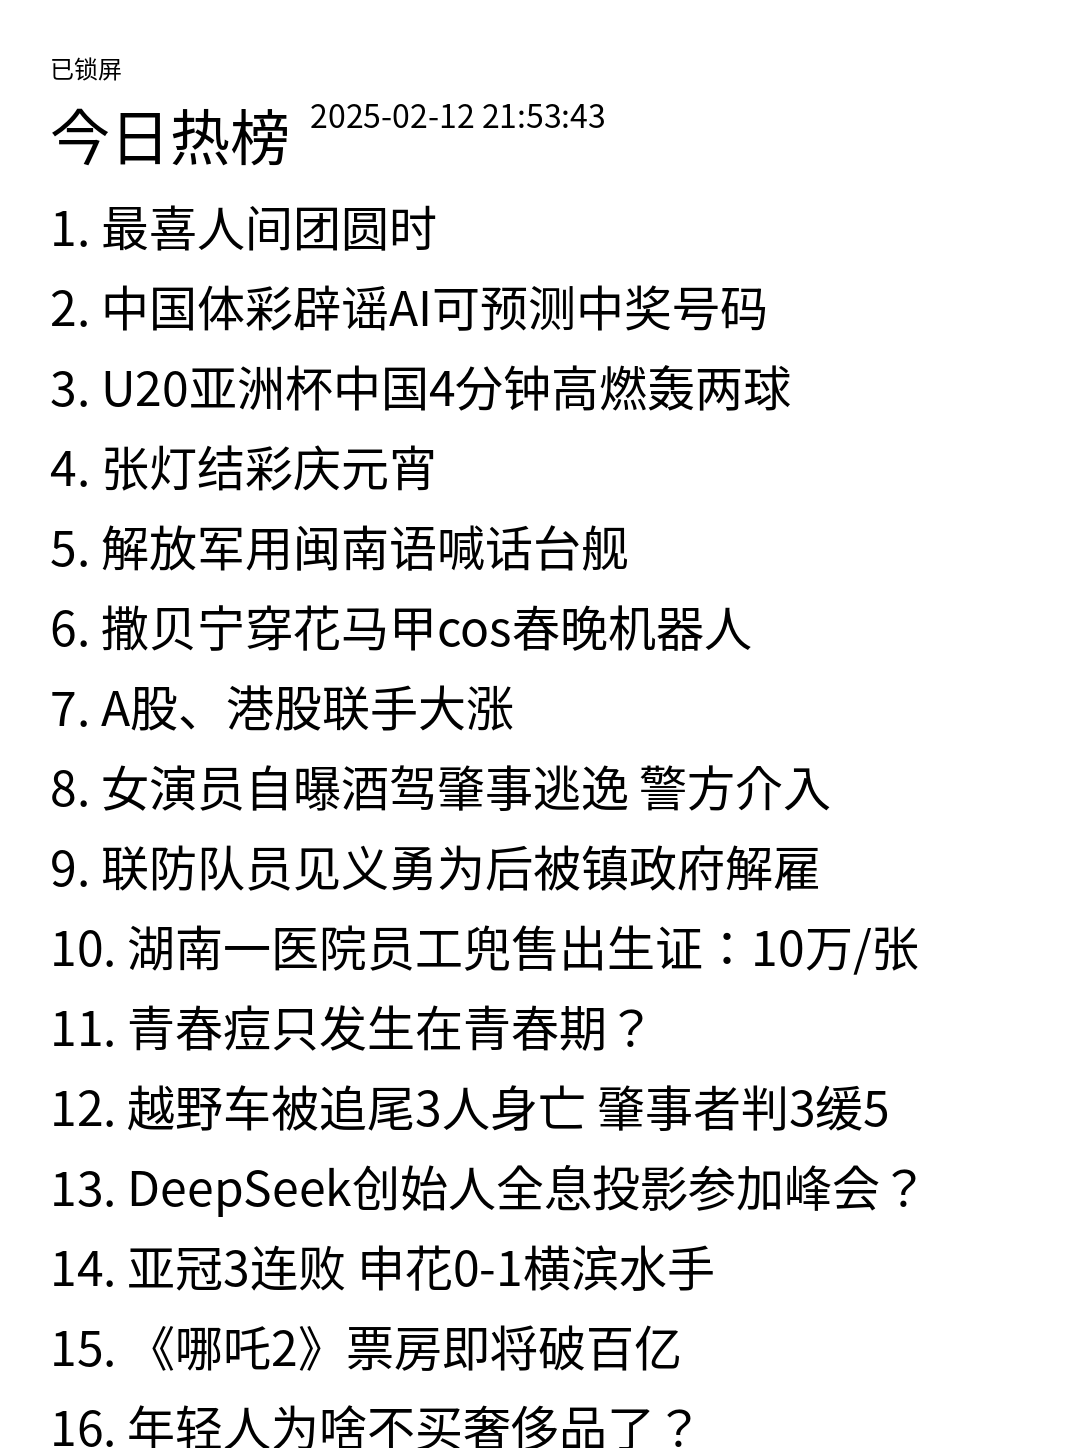 已锁屏
今日热榜 2025-02-12 21:53:43
1. 最喜人间团圆时
2. 中国体彩辟谣AI可预测中奖号码
3. U20亚洲杯中国4分钟高燃轰两球
4. 张灯结彩庆元宵
5. 解放军用闽南语喊话台舰
6. 撒贝宁穿花马甲cos春晚机器人
7. A股、港股联手大涨
8. 女演员自曝酒驾肇事逃逸 警方介入
9. 联防队员见义勇为后被镇政府解雇
10. 湖南一医院员工兜售出生证：10万/张
11. 青春痘只发生在青春期？
12. 越野车被追尾3人身亡 肇事者判3缓5
13. DeepSeek创始人全息投影参加峰会？
14. 亚冠3连败 申花0-1横滨水手
15. 《哪吒2》票房即将破百亿
16. 年轻人为啥不买奢侈品了？